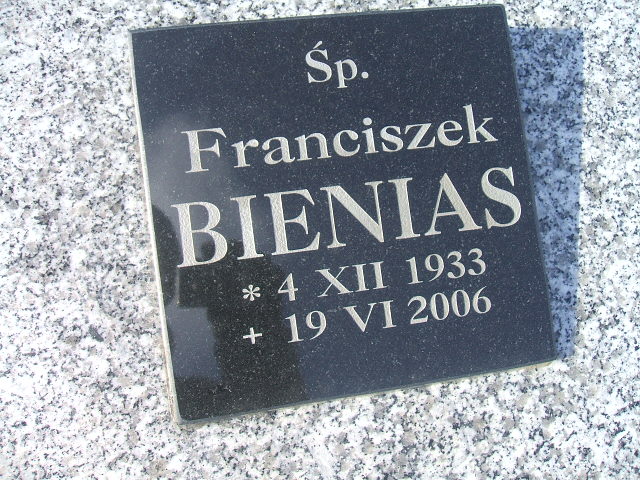 Śp.
Franciszek
BIENIAS
* 4 XII 1933
+ 19 VI 2006